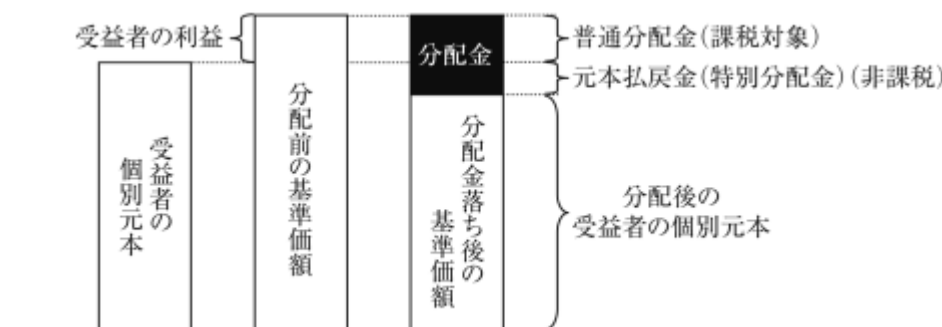 受益者の利益
分配金
普通分配金(課税対象)
元本払戻金(特別分配金)(非課税)
受益者の
個別元本
分配前の基準価額
分配金落ち後の
基準価額
分配後の
受益者の個別元本